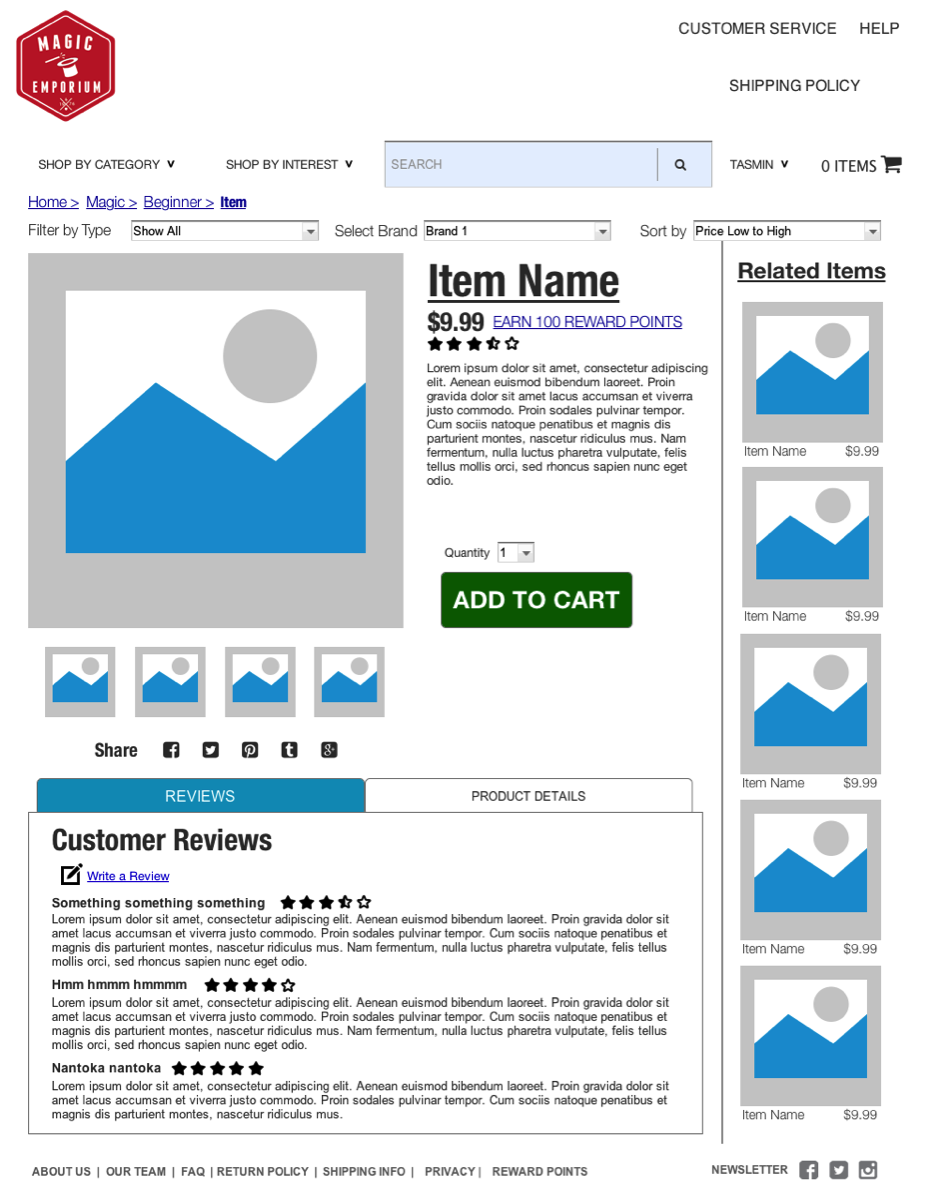 MAGIC
EMPORIUM
CUSTOMER SERVICE HELP
SHIPPING POLICY
SHOP BY CATEGORY SHOP BY INTEREST SEARCH TASMIN 0 ITEMS
Home > Magic > Beginner > Item
Filter by Type Show All Select Brand Brand 1 Sort by Price Low to High
Item Name
$9.99 EARN 100 REWARD POINTS
Lorem ipsum dolor sit amet, consectetur adipiscing
elit. Aenean euismod bibendum laoreet. Proin
gravida dolor sit amet lacus accumsan et viverra
justo commodo. Proin sodales pulvinar tempor.
Cum sociis natoque penatibus et magnis dis
parturient montes, nascetur ridiculus mus. Nam
fermentum, nulla luctus pharetra vulputate, felis
tellus mollis orci, sed rhoncus sapien nunc eget
odio.
Quantity 1
ADD TO CART
Share
REVIEWS PRODUCT DETAILS
Customer Reviews
Write a Review
Something something something
Lorem ipsum dolor sit amet, consectetur adipiscing elit. Aenean euismod bibendum laoreet. Proin gravida dolor sit
amet lacus accumsan et viverra justo commodo. Proin sodales pulvinar tempor. Cum sociis natoque penatibus et
magnis dis parturient montes, nascetur ridiculus mus. Nam fermentum, nulla luctus pharetra vulputate, felis tellus
mollis orci, sed rhoncus sapien nunc eget odio.
Hmm hmmm hmmmm
Lorem ipsum dolor sit amet, consectetur adipiscing elit. Aenean euismod bibendum laoreet. Proin gravida dolor sit
amet lacus accumsan et viverra justo commodo. Proin sodales pulvinar tempor. Cum sociis natoque penatibus et
magnis dis parturient montes, nascetur ridiculus mus. Nam fermentum, nulla luctus pharetra vulputate, felis tellus
mollis orci, sed rhoncus sapien nunc eget odio.
Nantoka nantoka
Lorem ipsum dolor sit amet, consectetur adipiscing elit. Aenean euismod bibendum laoreet. Proin gravida dolor sit
amet lacus accumsan et viverra justo commodo. Proin sodales pulvinar tempor. Cum sociis natoque penatibus et
magnis dis parturient montes, nascetur ridiculus mus.
Related Items
Item Name $9.99
Item Name $9.99
Item Name $9.99
Item Name $9.99
Item Name $9.99
ABOUT US | OUR TEAM | FAQ | RETURN POLICY | SHIPPING INFO | PRIVACY | REWARD POINTS
NEWSLETTER